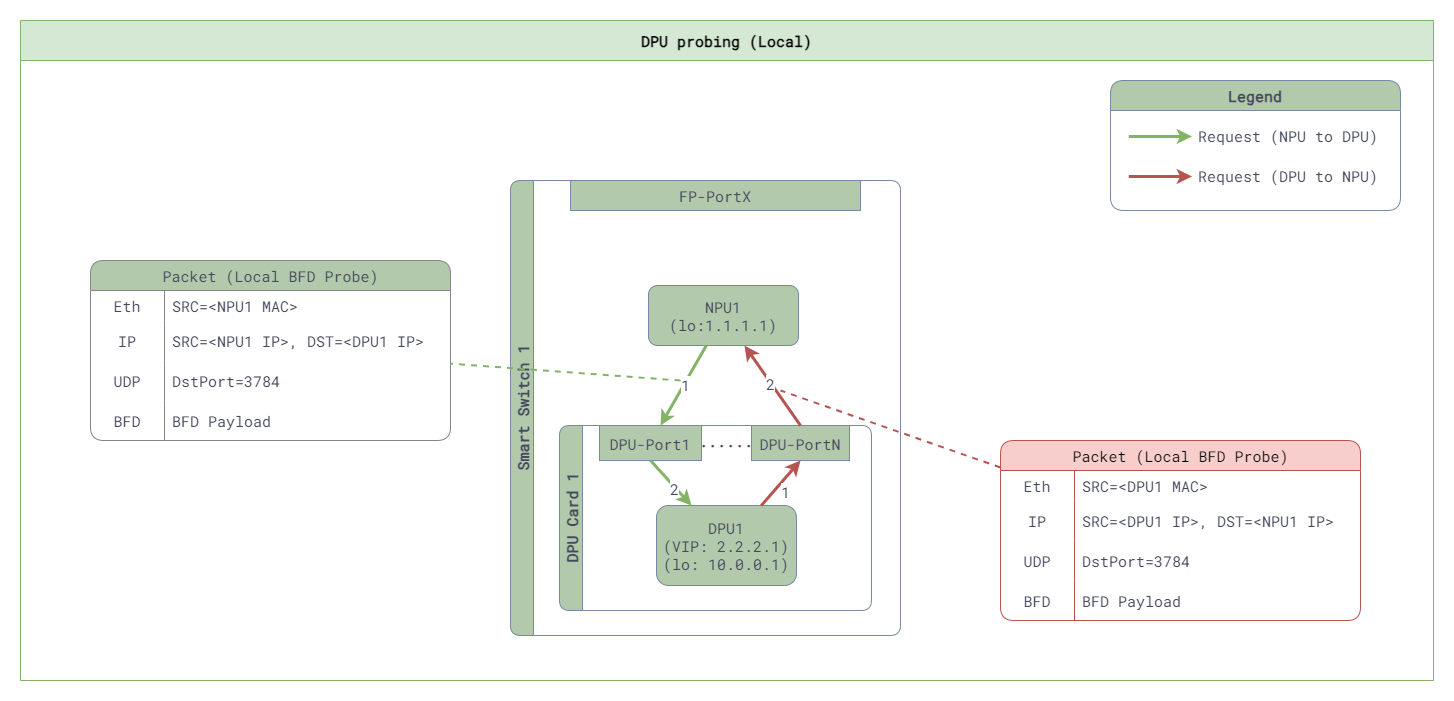 DPU probing (Local)
Legend
Request (NPU to DPU)
Request (DPU to NPU)
FP-PortX
Smart Switch 1
Packet (Local BFD Probe)
Eth SRC=<NPU1 MAC>
IP SRC=<NPU1 IP>, DST=<DPU1 IP>
UDP DstPort=3784
BFD BFD Payload
NPU1
(lo:1.1.1.1)
1
2
DPU-Port1 ...... DPU-PortN
2
1
DPU Card 1
DPU1
(VIP: 2.2.2.1)
(lo: 10.0.0.1)
Packet (Local BFD Probe)
Eth SRC=<DPU1 MAC>
IP SRC=<DPU1 IP>, DST=<NPU1 IP>
UDP DstPort=3784
BFD BFD Payload